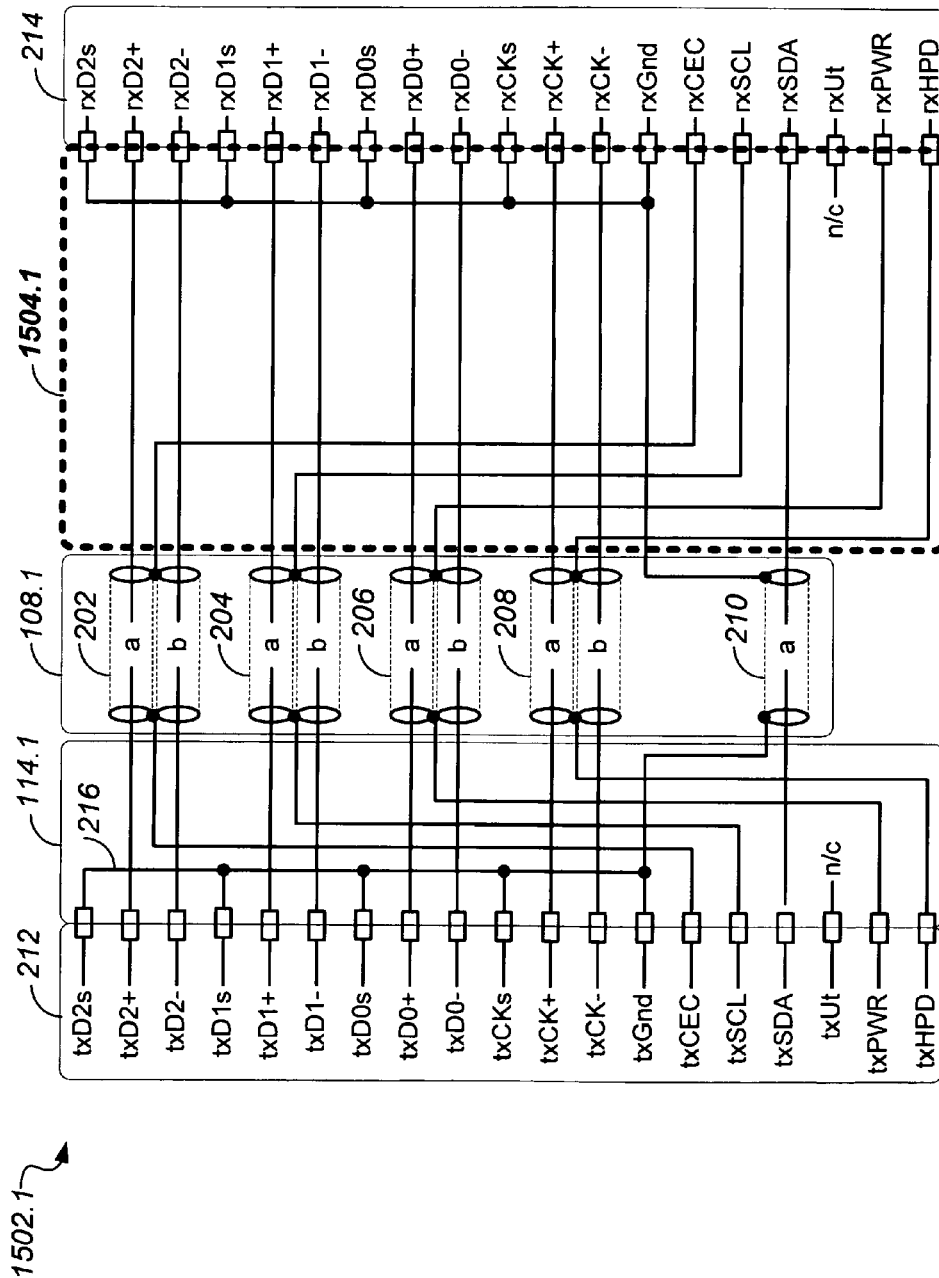 1502.1
212
txD2s
txD2+
txD2-
txD1s
txD1+
txD1-
txD0s
txD0+
txD0-
txCKs
txCK+
txCK-
txGnd
txCEC
txSCL
txSDA
txUt
txPWR
txHPD
114.1
216
n/c
108.1
202
a
b
204
a
b
206
a
b
208
a
b
210
a
1504.1
n/c
214
rxD2s
rxD2+
rxD2-
rxD1s
rxD1+
rxD1-
rxD0s
rxD0+
rxD0-
rxCKs
rxCK+
rxCK-
rxGnd
rxCEC
rxSCL
rxSDA
rxUt
rxPWR
rxHPD